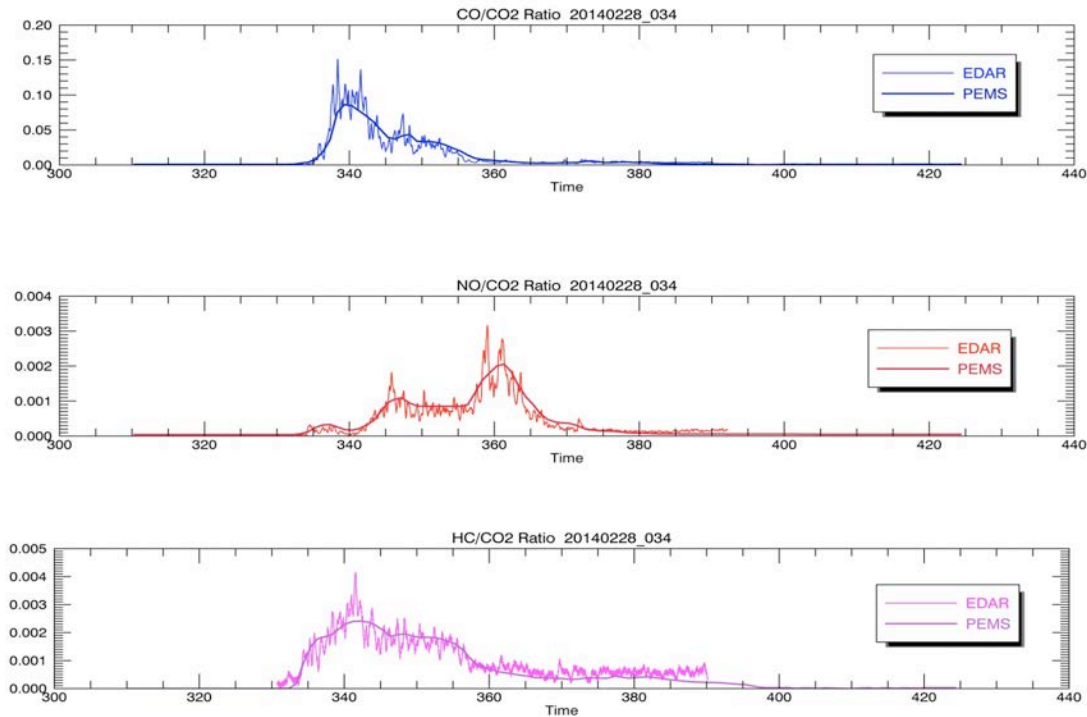 CO/CO2 Ratio 20140228_034
0.20
0.15
0.10
0.05
0.00
EDAR
PEMS
300 320 340 360 380 400 420 440
Time
NO/CO2 Ratio 20140228_034
0.004
0.003
0.002
0.001
0.000
EDAR
PEMS
300 320 340 360 380 400 420 440
Time
HC/CO2 Ratio 20140228_034
0.005
0.004
0.003
0.002
0.001
0.000
EDAR
PEMS
300 320 340 360 380 400 420 440
Time